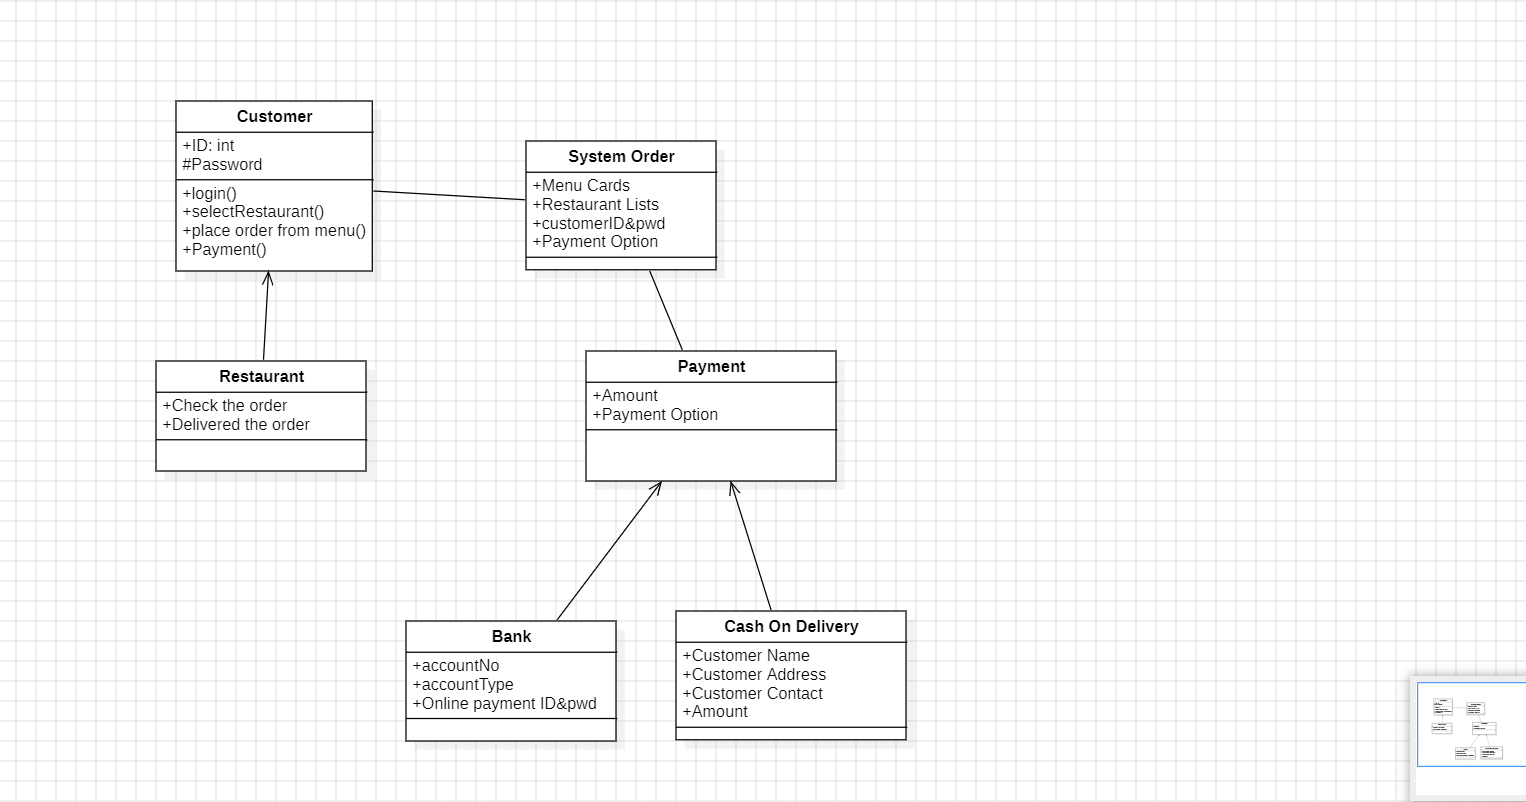 Customer
+ID: int
#Password
+login()
+selectRestaurant()
+place order from menu()
+Payment()
System Order
+Menu Cards
+Restaurant Lists
+customerID&pwd
+Payment Option
Restaurant
+Check the order
+Delivered the order
Payment
+Amount
+Payment Option
Bank
+accountNo
+accountType
+Online payment ID&pwd
Cash On Delivery
+Customer Name
+Customer Address
+Customer Contact
+Amount